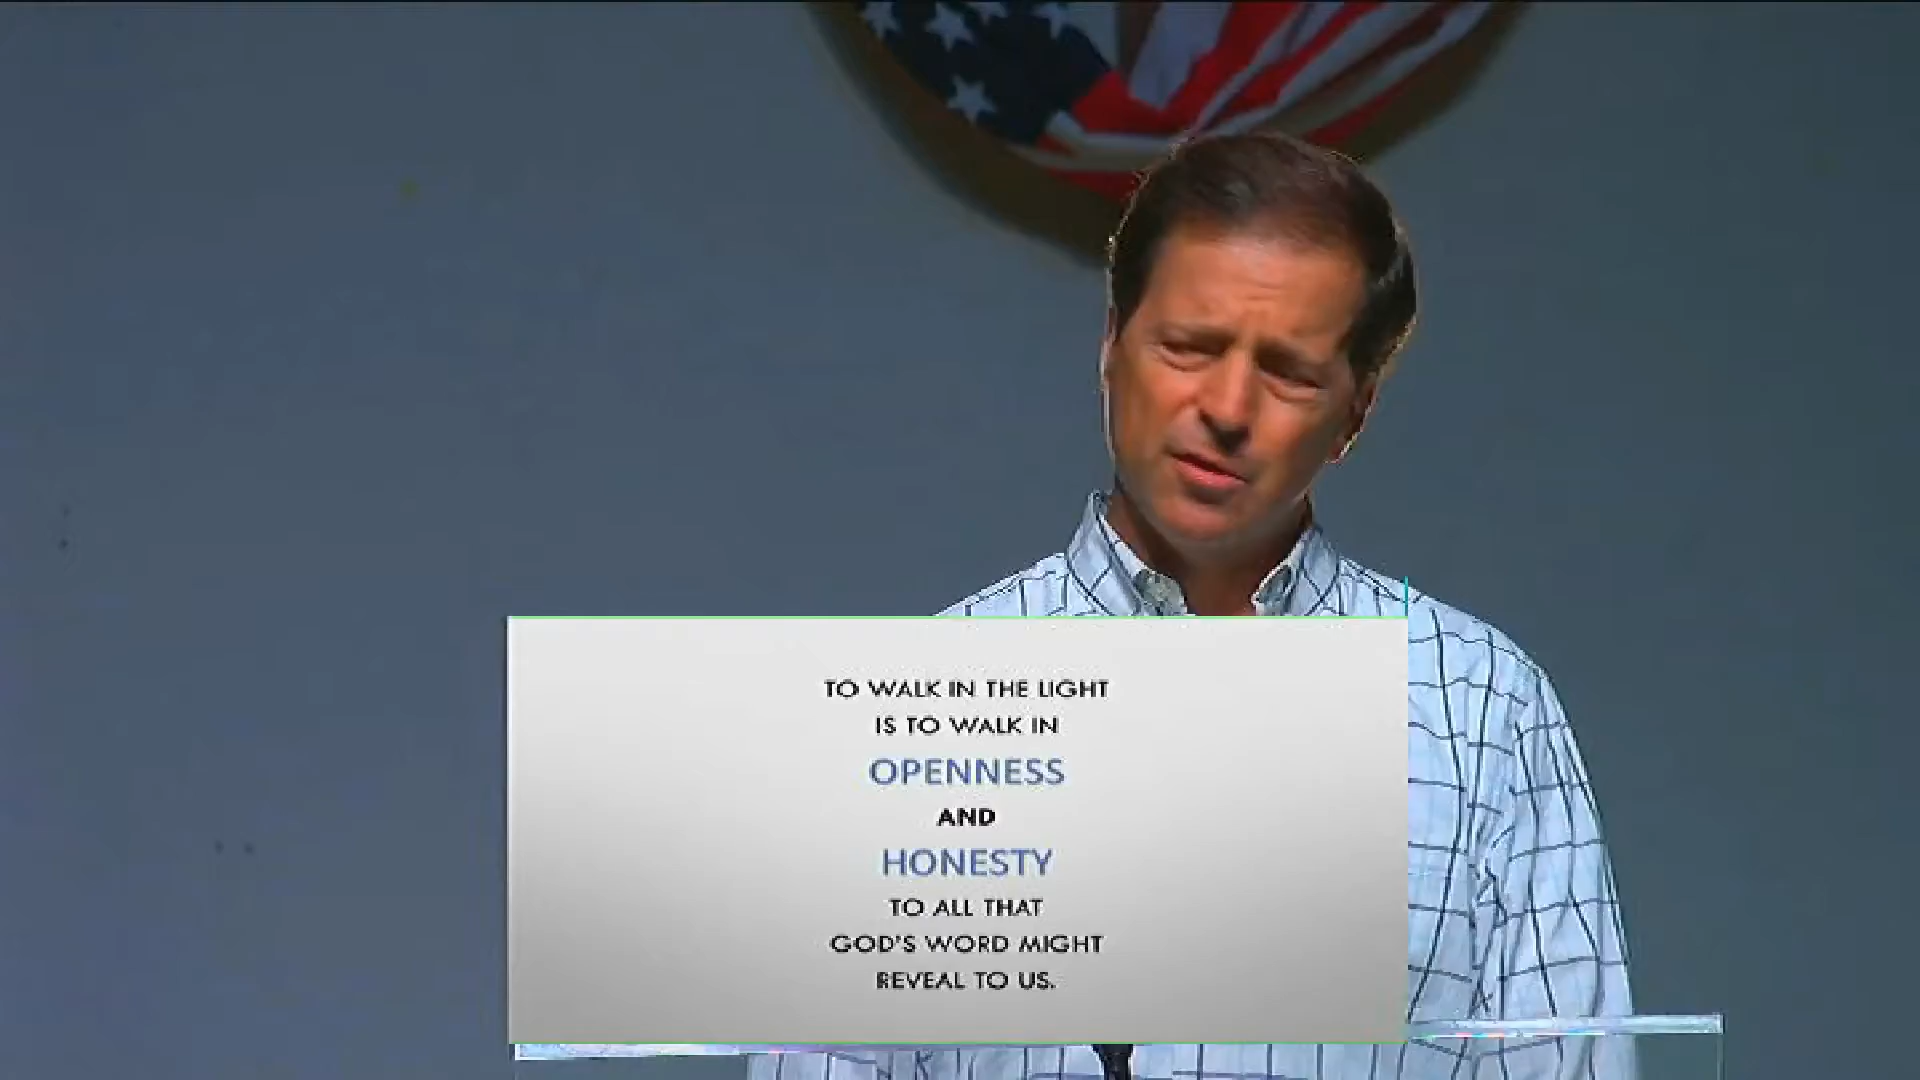 TO WALK IN THE LIGHT
IS TO WALK IN
OPENNESS
AND
HONESTY
TO ALL THAT
GOD'S WORD MIGHT
REVEAL TO US.